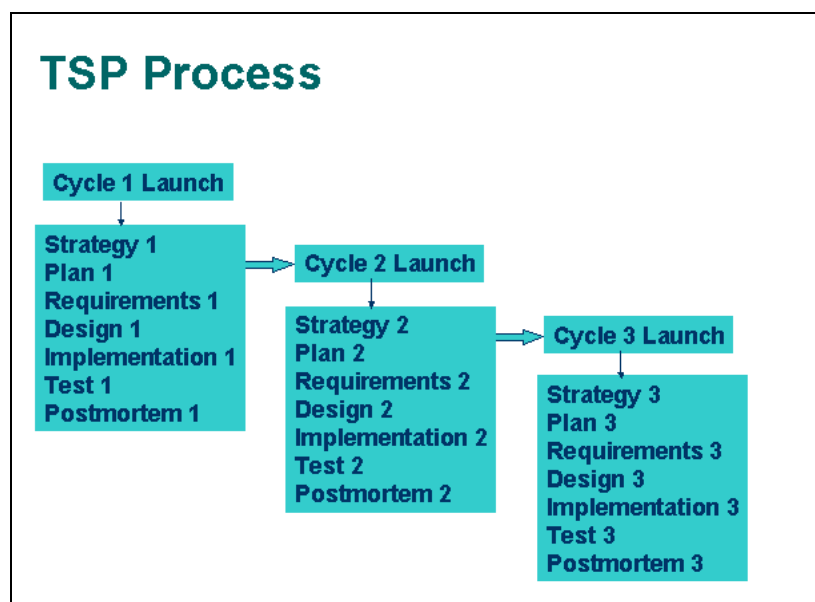 TSP Process
Cycle 1 Launch
Strategy 1
Plan 1
Requirements 1
Design 1
Implementation 1
Test 1
Postmortem 1
Cycle 2 Launch
Strategy 2
Plan 2
Requirements 2
Design 2
Implementation 2
Test 2
Postmortem 2
Cycle 3 Launch
Strategy 3
Plan 3
Requirements 3
Design 3
Implementation 3
Test 3
Postmortem 3